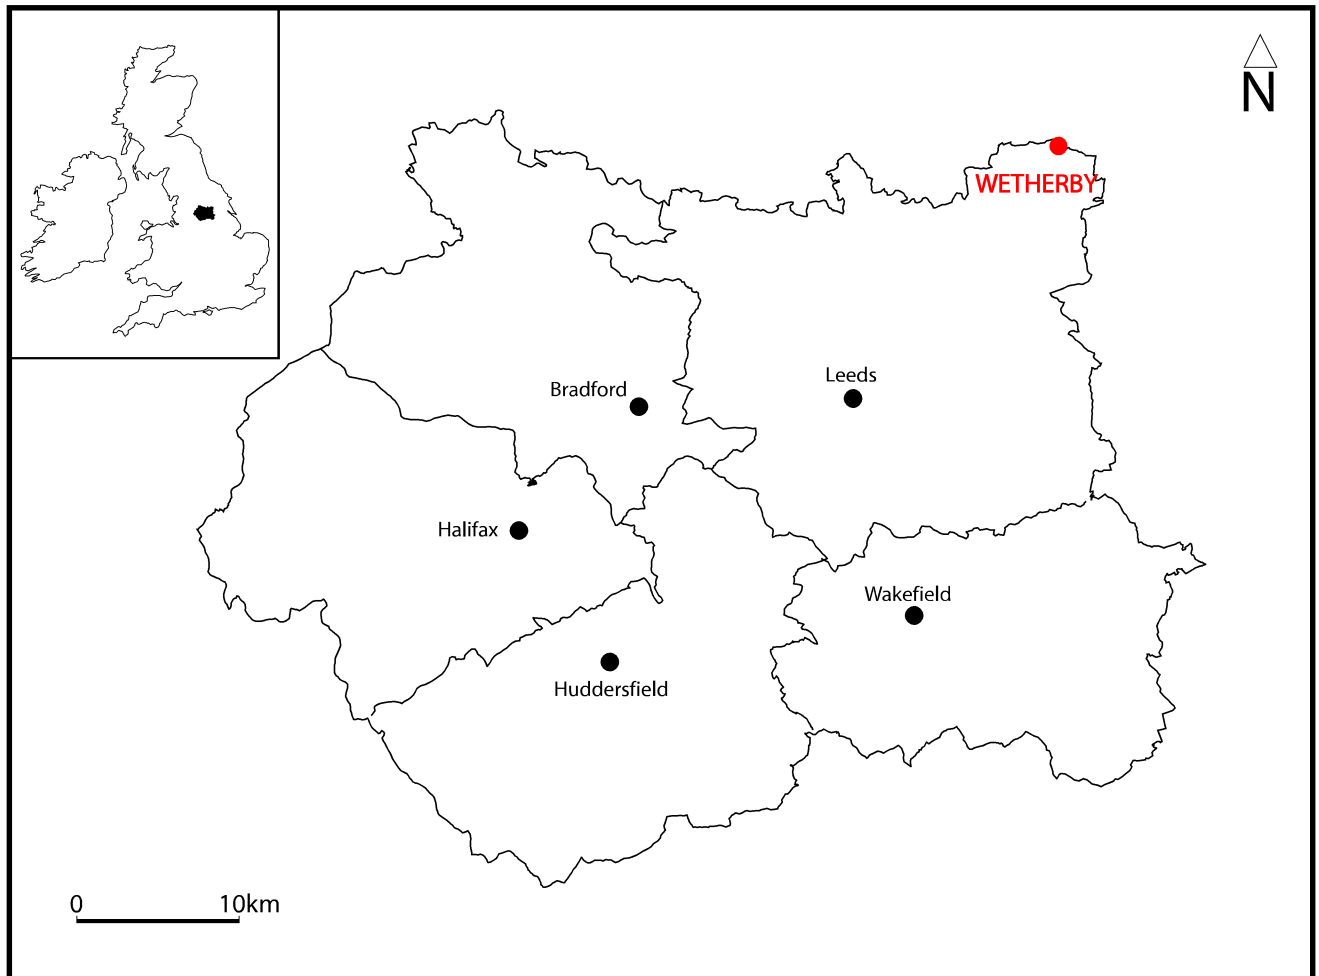 N
WETHERBY
Leeds
Bradford
Halifax
Wakefield
Huddersfield
0 10km